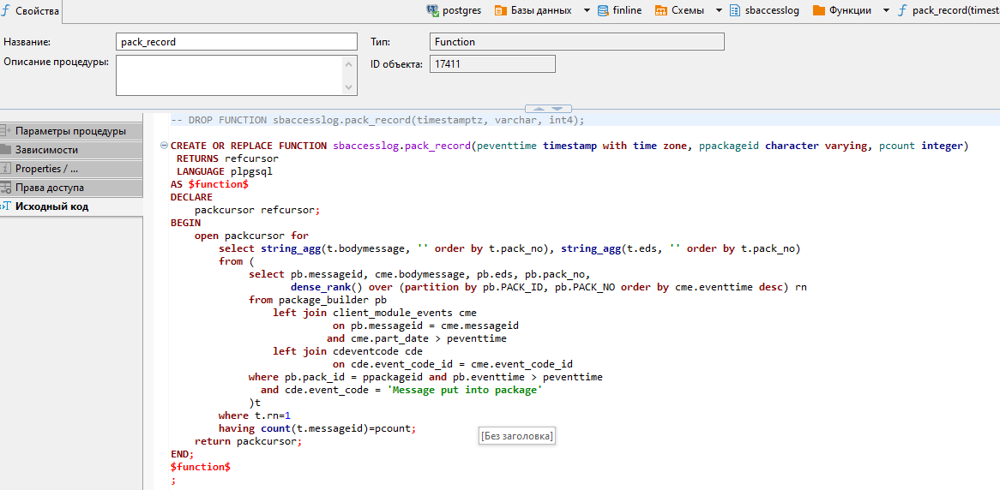 Свойства
postgres Базы данных finline Схемы sbaccesslog Функции pack_record(timest
Название: pack_record Тип: Function
Описание процедуры: ID объекта: 17411
Параметры процедуры
Зависимости
Properties / ...
Права доступа
Исходный код
-- DROP FUNCTION sbaccesslog.pack_record(timestamptz, varchar, int4);
CREATE OR REPLACE FUNCTION sbaccesslog.pack_record(peventtime timestamp with time zone, ppackageid character varying, pcount integer)
RETURNS refcursor
LANGUAGE plpgsql
AS $function$
DECLARE
packcursor refcursor;
BEGIN
open packcursor for
select string_agg(t.bodymessage, '' order by t.pack_no), string_agg(t.eds, '' order by t.pack_no)
from (
select pb.messageid, cme.bodymessage, pb.eds, pb.pack_no,
dense_rank() over (partition by pb.PACK_ID, pb.PACK_NO order by cme.eventtime desc) rn
from package_builder pb
left join client_module_events cme
on pb.messageid = cme.messageid
and cme.part_date > peventtime
left join cdeventcode cde
on cde.event_code_id = cme.event_code_id
where pb.pack_id = ppackageid and pb.eventtime > peventtime
and cde.event_code = 'Message put into package'
)t
where t.rn=1
having count(t.messageid)=pcount;
[Без заголовка]
return packcursor;
END;
$function$
;